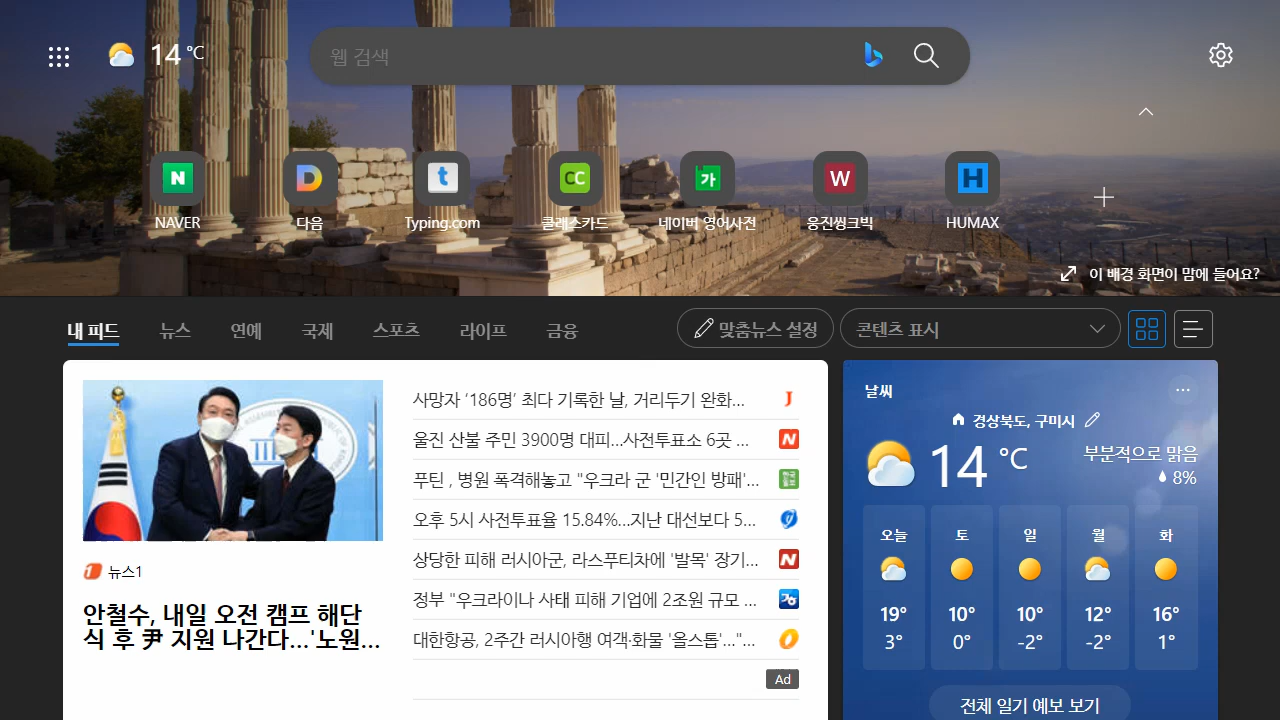 14 °C
웹 검색
N
D
t
CC
가
W
H
NAVER
다음
Typing.com
클래스카드
네이버 영어사전
웅진씽크빅
HUMAX
이 배경 화면이 맘에 들어요?
내 피드
뉴스
연예
국제
스포츠
라이프
금융
맞춤뉴스 설정
콘텐츠 표시
뉴스1
안철수, 내일 오전 캠프 해단
식 후 尹 지원 나간다…'노원…
사망자 ‘186명’ 최다 기록한 날, 거리두기 완화…
울진 산불 주민 3900명 대피…사전투표소 6곳 …
푸틴 , 병원 폭격해놓고 "우크라 군 '민간인 방패'…
오후 5시 사전투표율 15.84%…지난 대선보다 5…
상당한 피해 러시아군, 라스푸티차에 '발목' 장기…
정부 "우크라이나 사태 피해 기업에 2조원 규모 …
대한항공, 2주간 러시아행 여객·화물 '올스톱'…"…
Ad
날씨
경상북도, 구미시
14 °C
부분적으로 맑음
8%
오늘 토 일 월 화
19° 10° 10° 12° 16°
3° 0° -2° -2° 1°
전체 일기 예보 보기